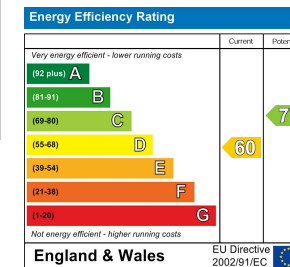 Energy Efficiency Rating
Current
Very energy efficient - lower running costs
(92 plus) A
(81-91) B
(69-80) C
7
(55-68) D
60
(39-54) E
(21-38) F
(1-20) G
Not energy efficient - higher running costs
England & Wales
EU Directive
2002/91/EC